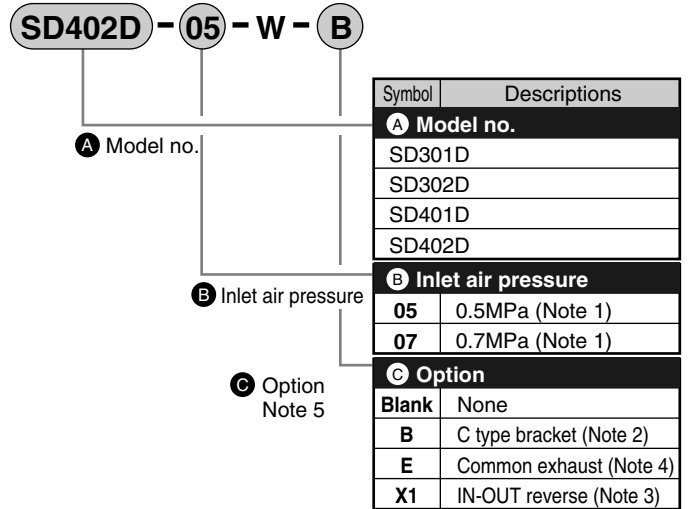 SD402D - 05 - W - B
A Model no.
B Inlet air pressure
C Option
Note 5
Symbol Descriptions
A Model no.
SD301D
SD302D
SD401D
SD402D
B Inlet air pressure
05 0.5MPa (Note 1)
07 0.7MPa (Note 1)
C Option
Blank None
B C type bracket (Note 2)
E Common exhaust (Note 4)
X1 IN-OUT reverse (Note 3)